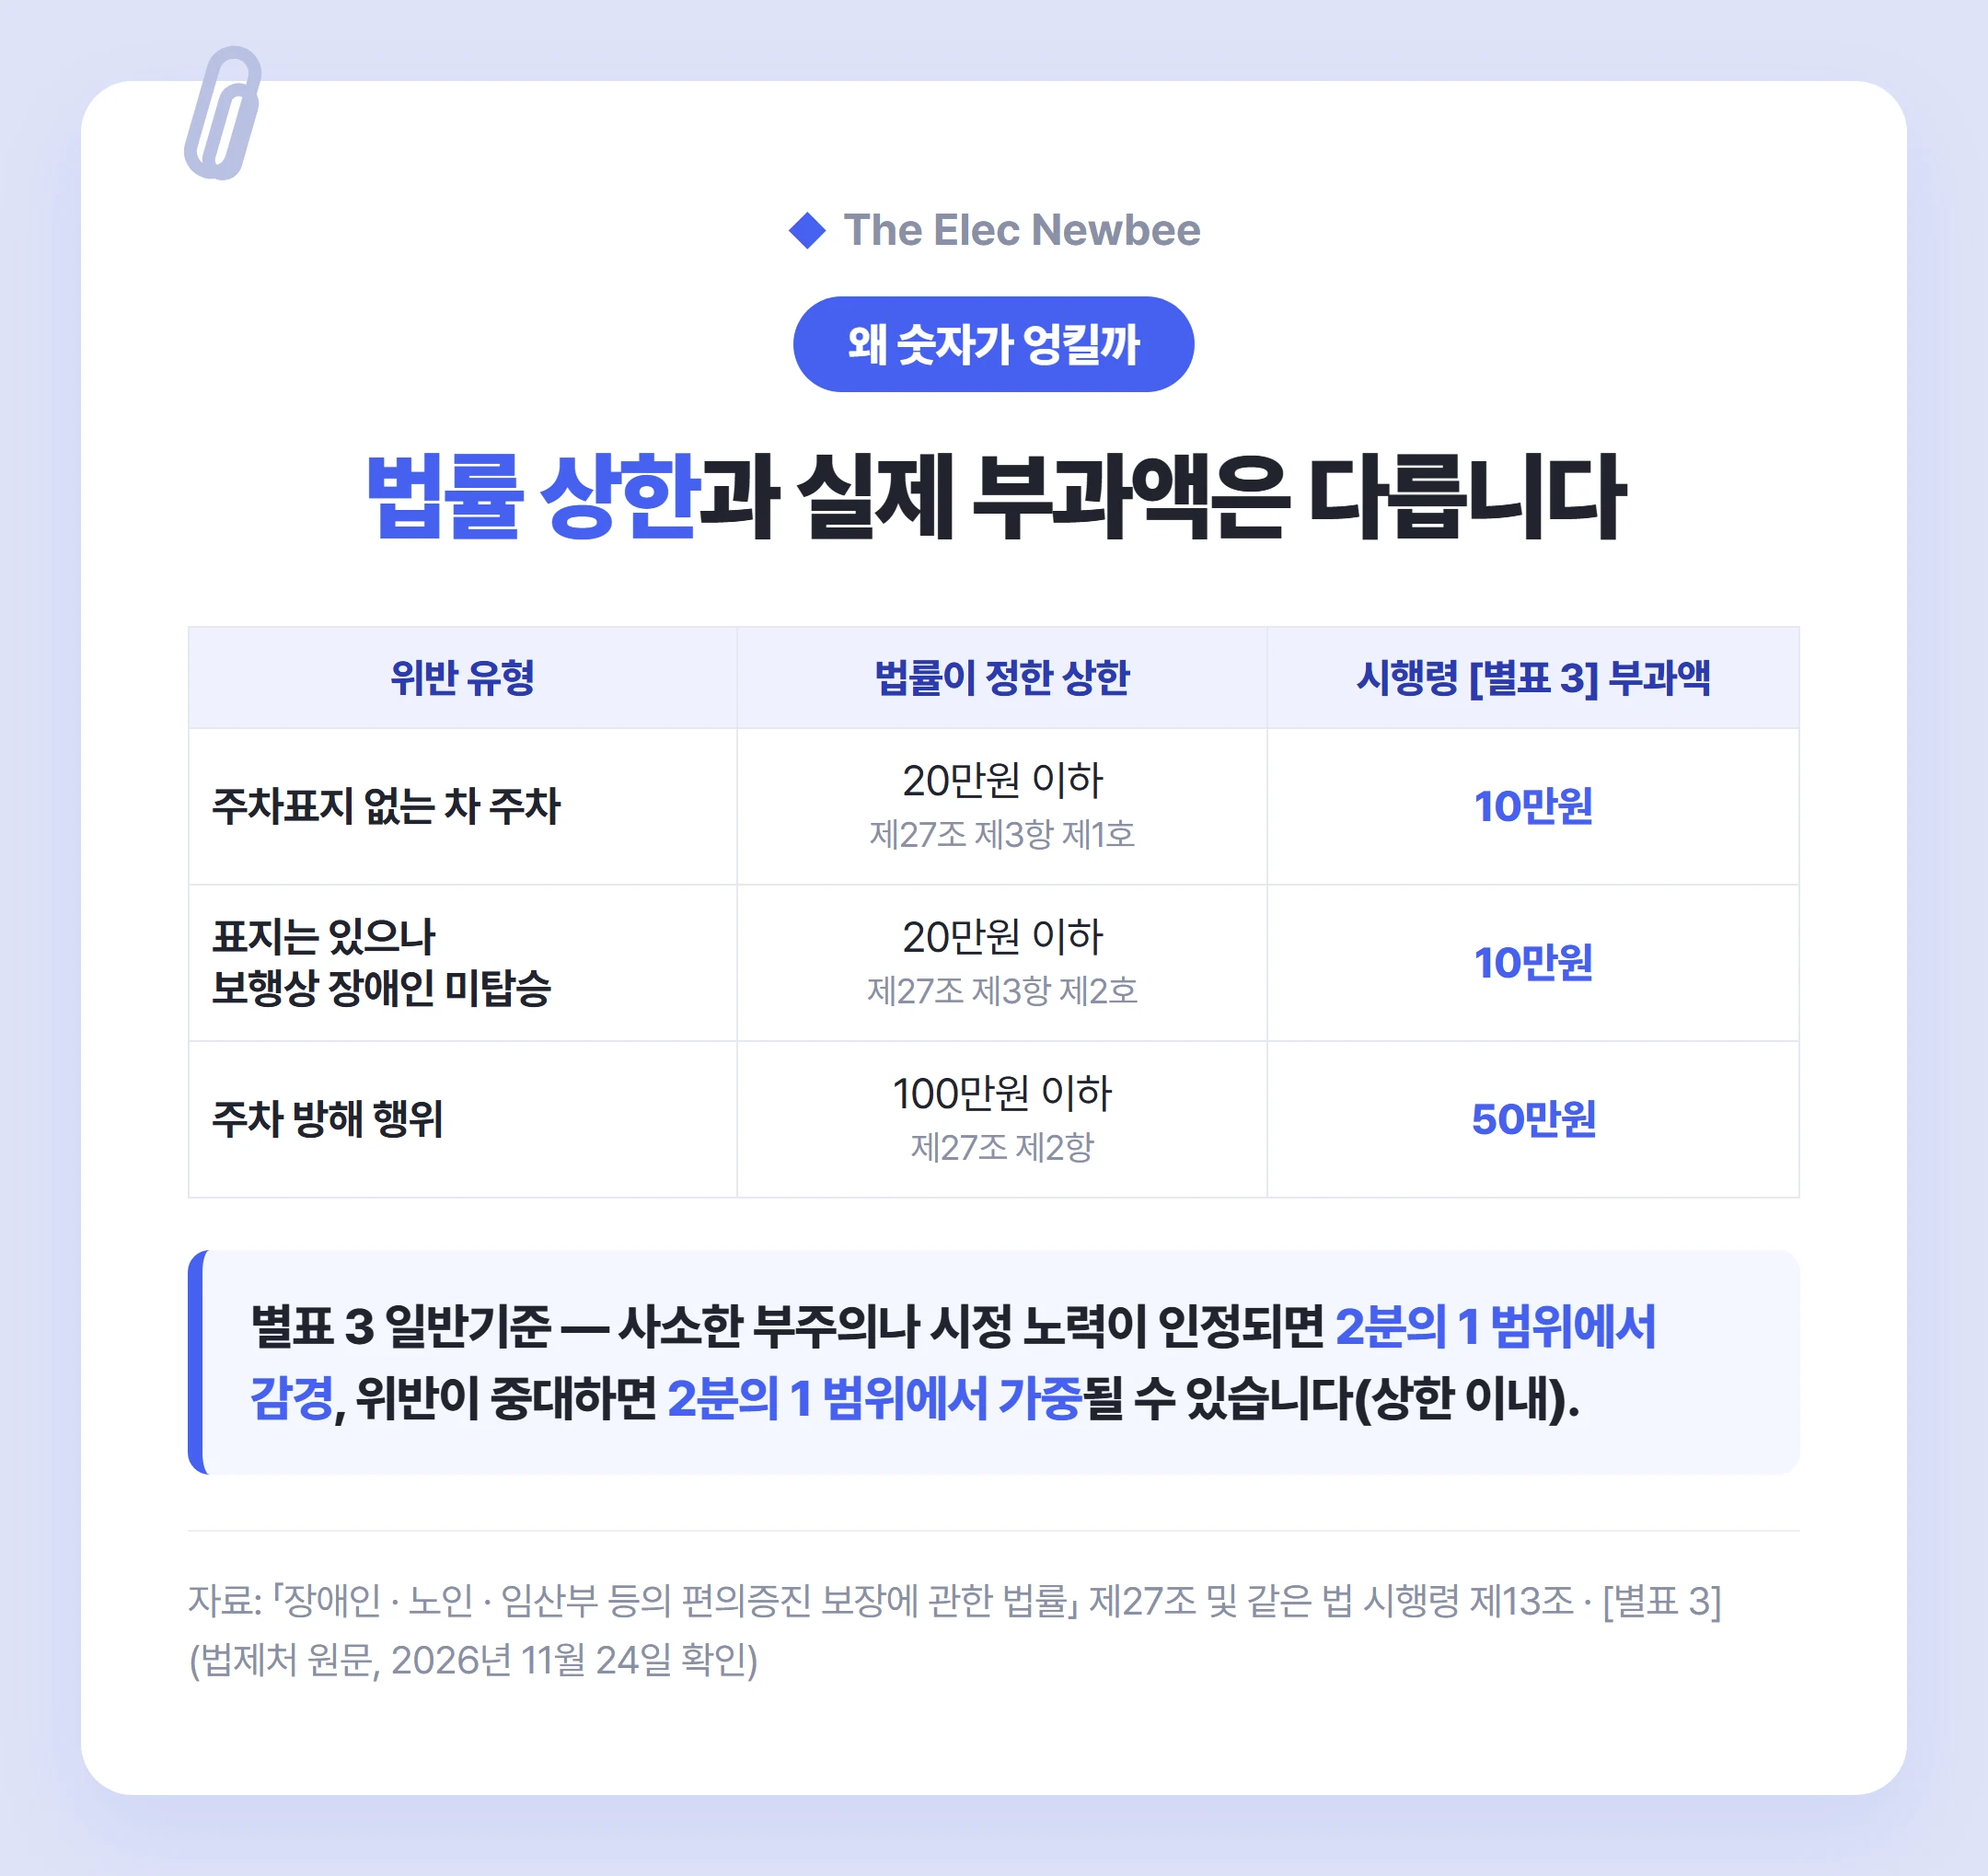 The Elec Newbee
왜 숫자가 엉킬까
법률 상한과 실제 부과액은 다릅니다
위반 유형
법률이 정한 상한
시행령 [별표 3] 부과액
주차표지 없는 차 주차
20만원 이하
제27조 제3항 제1호
10만원
표지는 있으나
보행상 장애인 미탑승
20만원 이하
제27조 제3항 제2호
10만원
주차 방해 행위
100만원 이하
제27조 제2항
50만원
별표 3 일반기준 — 사소한 부주의나 시정 노력이 인정되면 2분의 1 범위에서
감경, 위반이 중대하면 2분의 1 범위에서 가중될 수 있습니다(상한 이내).
자료: 「장애인 · 노인 · 임산부 등의 편의증진 보장에 관한 법률」 제27조 및 같은 법 시행령 제13조 · [별표 3]
(법제처 원문, 2026년 11월 24일 확인)